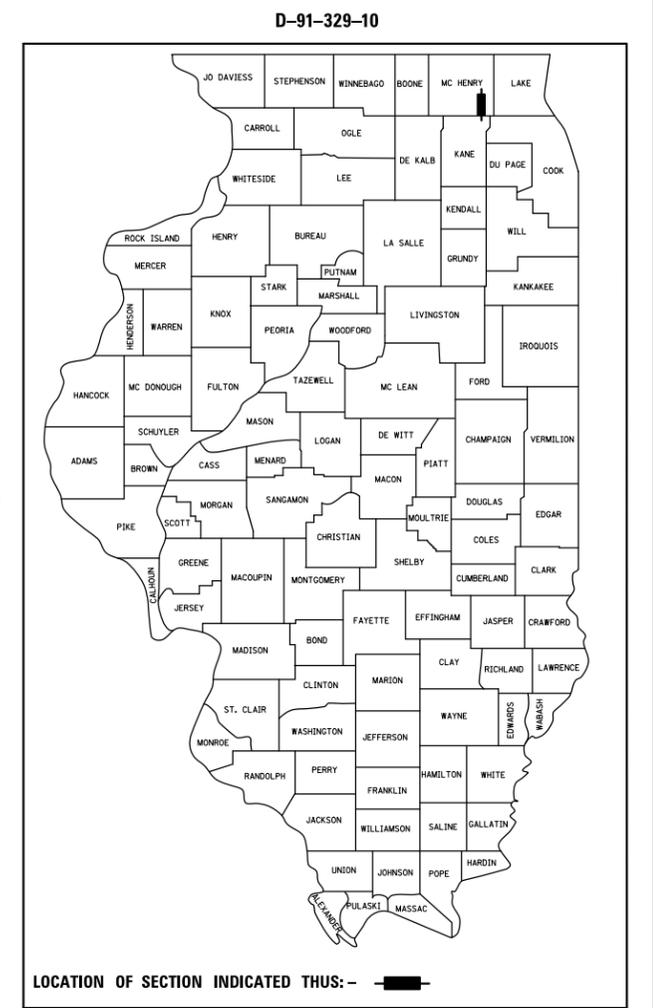 D–91–329–10
JO DAVIESS STEPHENSON WINNEBAGO BOONE MC HENRY LAKE
CARROLL OGLE DE KALB KANE DU PAGE COOK
WHITESIDE LEE
KENDALL
ROCK ISLAND HENRY BUREAU LA SALLE WILL
MERCER PUTNAM GRUNDY
STARK MARSHALL KANKAKEE
HENDERSON WARREN KNOX PEORIA WOODFORD LIVINGSTON IROQUOIS
HANCOCK MC DONOUGH FULTON TAZEWELL MC LEAN FORD
MASON
SCHUYLER LOGAN DE WITT CHAMPAIGN VERMILION
ADAMS BROWN CASS MENARD MACON PIATT
PIKE SCOTT MORGAN SANGAMON MOULTRIE DOUGLAS EDGAR
CHRISTIAN COLES
CALHOUN GREENE MACOUPIN MONTGOMERY SHELBY CUMBERLAND CLARK
JERSEY FAYETTE EFFINGHAM JASPER CRAWFORD
MADISON BOND
CLINTON MARION CLAY RICHLAND LAWRENCE
ST. CLAIR WAYNE EDWARDS WABASH
MONROE WASHINGTON JEFFERSON
RANDOLPH PERRY HAMILTON WHITE
FRANKLIN
JACKSON WILLIAMSON SALINE GALLATIN
UNION JOHNSON POPE HARDIN
ALEXANDER PULASKI MASSAC
LOCATION OF SECTION INDICATED THUS: –